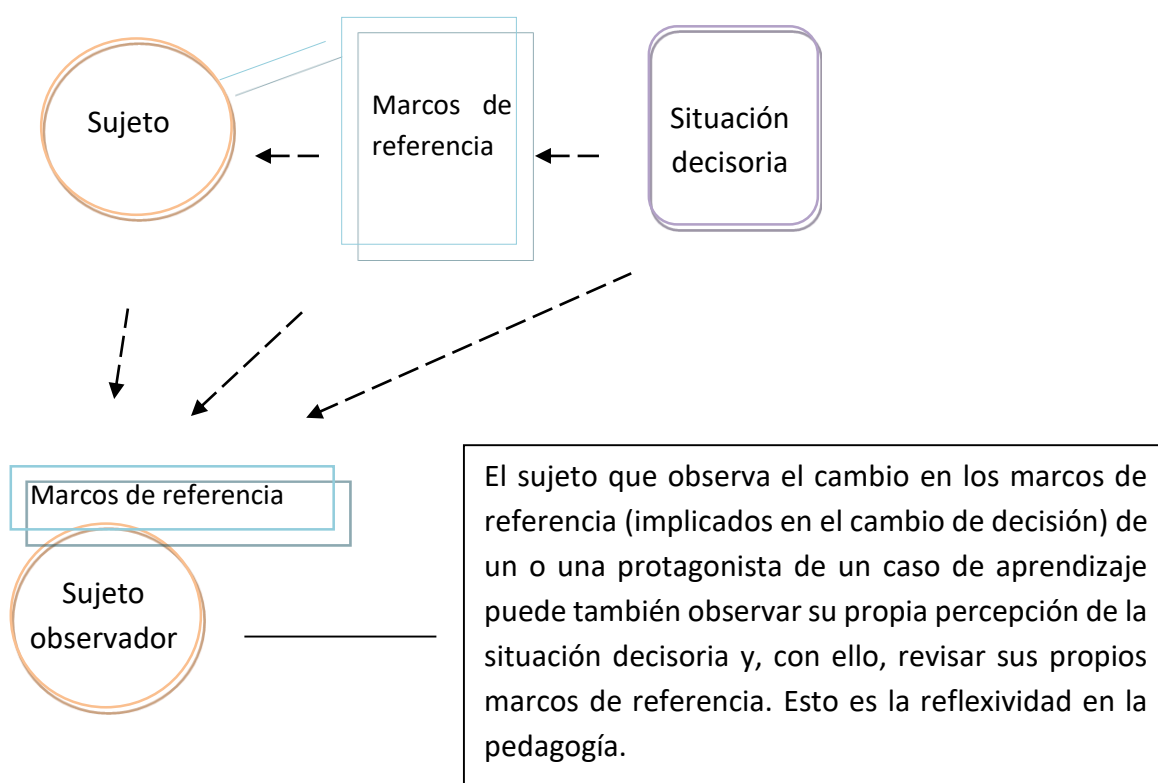 Sujeto
Marcos de
referencia
Situación
decisoria
Marcos de referencia
Sujeto
observador
El sujeto que observa el cambio en los marcos de
referencia (implicados en el cambio de decisión) de
un o una protagonista de un caso de aprendizaje
puede también observar su propia percepción de la
situación decisoria y, con ello, revisar sus propios
marcos de referencia. Esto es la reflexividad en la
pedagogía.